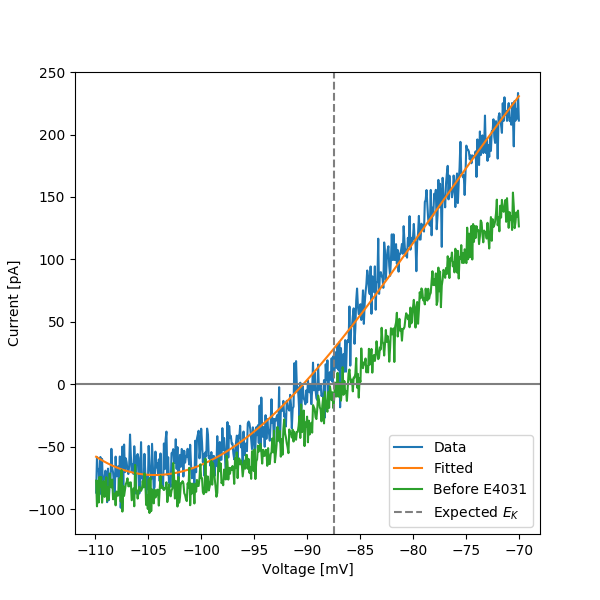 250
200
150
100
50
0
−50
−100
Current [pA]
−110 −105 −100 −95 −90 −85 −80 −75 −70
Voltage [mV]
Data
Fitted
Before E4031
Expected E_K